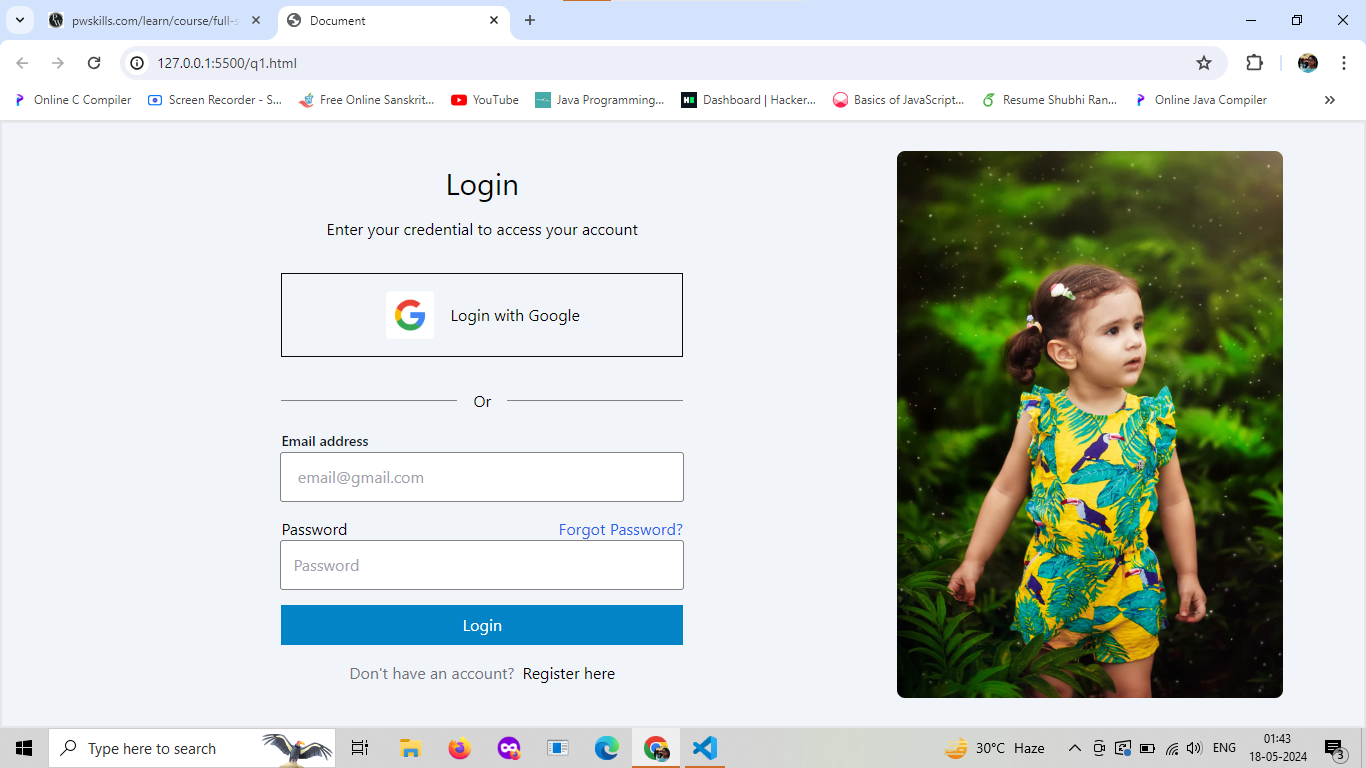 pwskills.com/learn/course/full-s
Document
127.0.0.1:5500/q1.html
Online C Compiler
Screen Recorder - S...
Free Online Sanskrit...
YouTube
Java Programming...
Dashboard | Hacker...
Basics of JavaScript...
Resume Shubhi Ran...
Online Java Compiler
Login
Enter your credential to access your account
Login with Google
Or
Email address
email@gmail.com
Password
Forgot Password?
Password
Login
Don't have an account? Register here
Type here to search
30°C Haze
ENG
01:43
18-05-2024
3